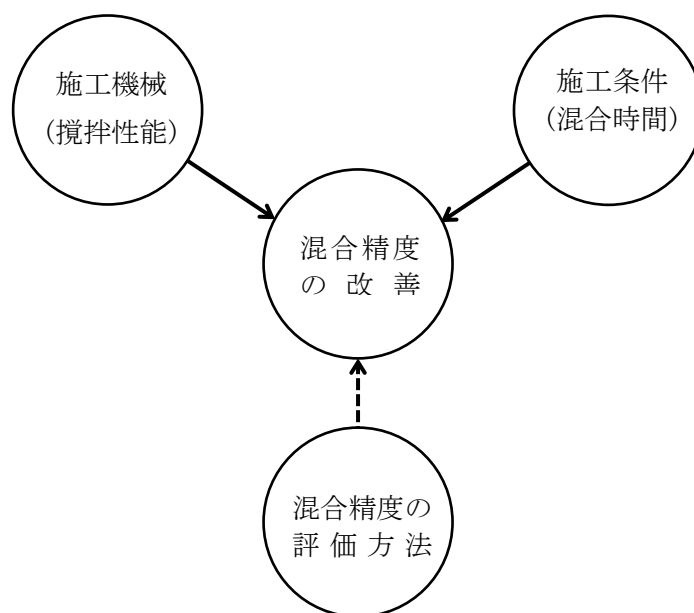 施工機械
（撹拌性能）
施工条件
（混合時間）
混合精度
の改善
混合精度の
評価方法